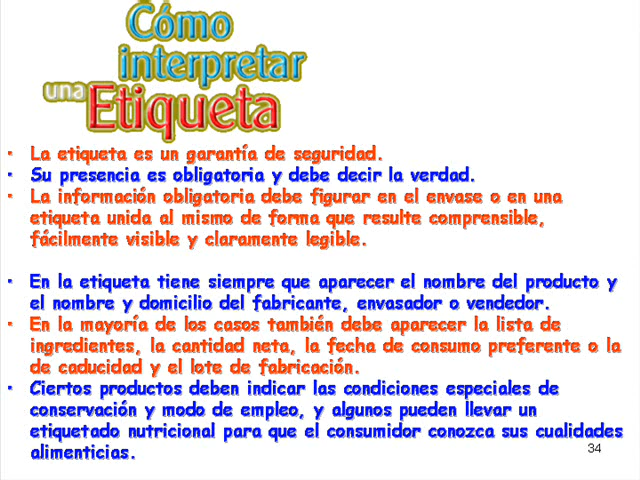 Cómo
interpretar
una Etiqueta
• La etiqueta es un garantía de seguridad.
• Su presencia es obligatoria y debe decir la verdad.
• La información obligatoria debe figurar en el envase o en una
etiqueta unida al mismo de forma que resulte comprensible,
fácilmente visible y claramente legible.
• En la etiqueta tiene siempre que aparecer el nombre del producto y
el nombre y domicilio del fabricante, envasador o vendedor.
• En la mayoría de los casos también debe aparecer la lista de
ingredientes, la cantidad neta, la fecha de consumo preferente o la
de caducidad y el lote de fabricación.
• Ciertos productos deben indicar las condiciones especiales de
conservación y modo de empleo, y algunos pueden llevar un
etiquetado nutricional para que el consumidor conozca sus cualidades
alimenticias.
34